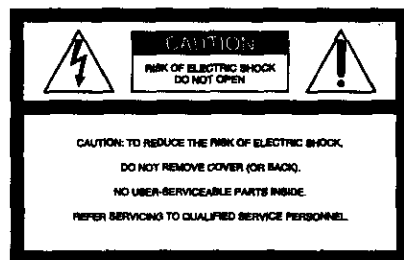 CAUTION
RISK OF ELECTRIC SHOCK
DO NOT OPEN
CAUTION: TO REDUCE THE RISK OF ELECTRIC SHOCK,
DO NOT REMOVE COVER (OR BACK).
NO USER-SERVICEABLE PARTS INSIDE.
REFER SERVICING TO QUALIFIED SERVICE PERSONNEL.